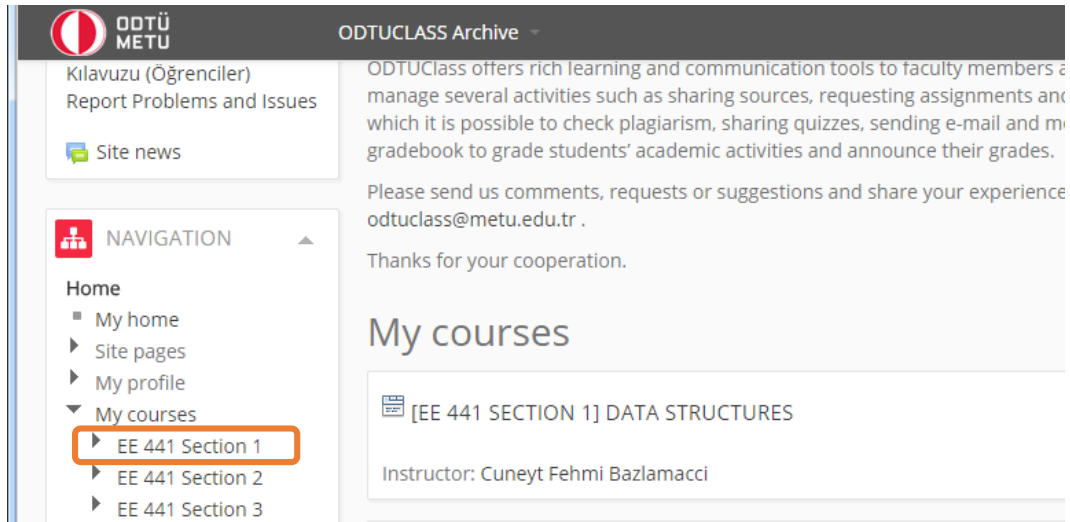 ODTÜ
METU
ODTUCLASS Archive
Kılavuzu (Öğrenciler)
Report Problems and Issues
Site news
NAVIGATION
Home
My home
Site pages
My profile
My courses
EE 441 Section 1
EE 441 Section 2
EE 441 Section 3
ODTUClass offers rich learning and communication tools to faculty members
manage several activities such as sharing sources, requesting assignments and
which it is possible to check plagiarism, sharing quizzes, sending e-mail and
gradebook to grade students' academic activities and announce their grades.
Please send us comments, requests or suggestions and share your experience
odtuclass@metu.edu.tr .
Thanks for your cooperation.
My courses
[EE 441 SECTION 1] DATA STRUCTURES
Instructor: Cuneyt Fehmi Bazlamacci